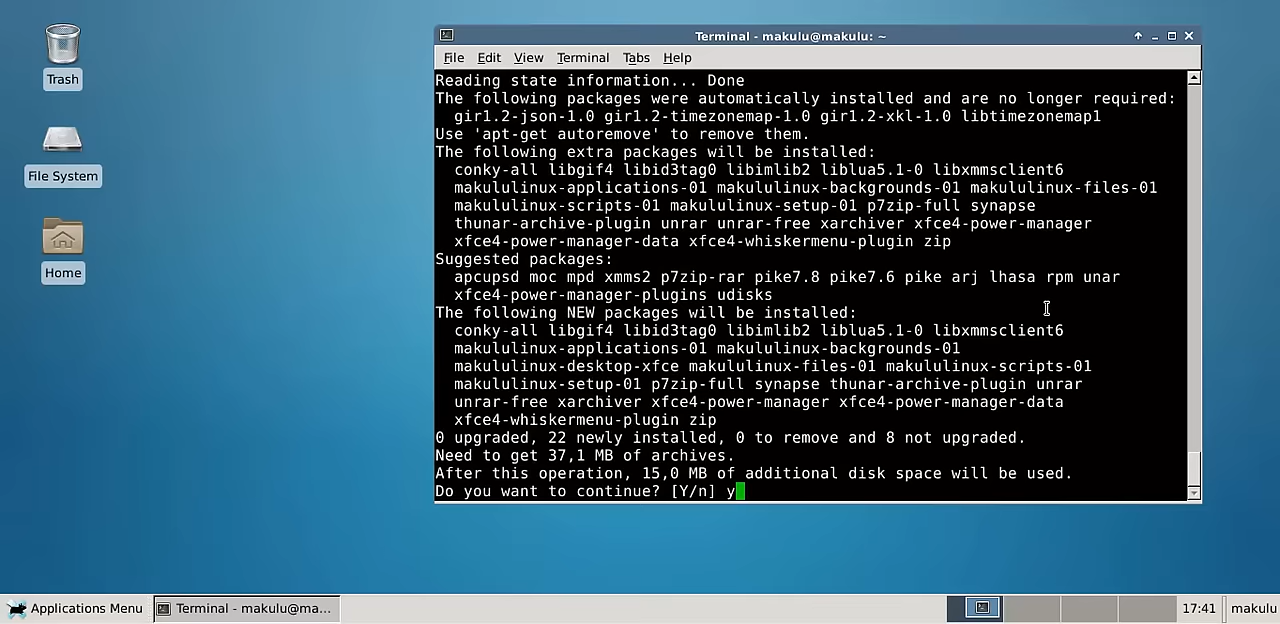 Trash
File System
Home
Terminal - makulu@makulu: ~
File Edit View Terminal Tabs Help
Reading state information... Done
The following packages were automatically installed and are no longer required:
  gir1.2-json-1.0 gir1.2-timezonemap-1.0 gir1.2-xkl-1.0 libtimezonemap1
Use 'apt-get autoremove' to remove them.
The following extra packages will be installed:
  conky-all libgif4 libid3tag0 libimlib2 liblua5.1-0 libxmmsclient6
  makululinux-applications-01 makululinux-backgrounds-01 makululinux-files-01
  makululinux-scripts-01 makululinux-setup-01 p7zip-full synapse
  thunar-archive-plugin unrar unrar-free xarchiver xfce4-power-manager
  xfce4-power-manager-data xfce4-whiskermenu-plugin zip
Suggested packages:
  apcupsd moc mpd xmms2 p7zip-rar pike7.8 pike7.6 pike arj lhasa rpm unar
  xfce4-power-manager-plugins udisks
The following NEW packages will be installed:
  conky-all libgif4 libid3tag0 libimlib2 liblua5.1-0 libxmmsclient6
  makululinux-applications-01 makululinux-backgrounds-01
  makululinux-desktop-xfce makululinux-files-01 makululinux-scripts-01
  makululinux-setup-01 p7zip-full synapse thunar-archive-plugin unrar
  unrar-free xarchiver xfce4-power-manager xfce4-power-manager-data
  xfce4-whiskermenu-plugin zip
0 upgraded, 22 newly installed, 0 to remove and 8 not upgraded.
Need to get 37,1 MB of archives.
After this operation, 15,0 MB of additional disk space will be used.
Do you want to continue? [Y/n] y
Applications Menu
Terminal - makulu@ma...
17:41
makulu